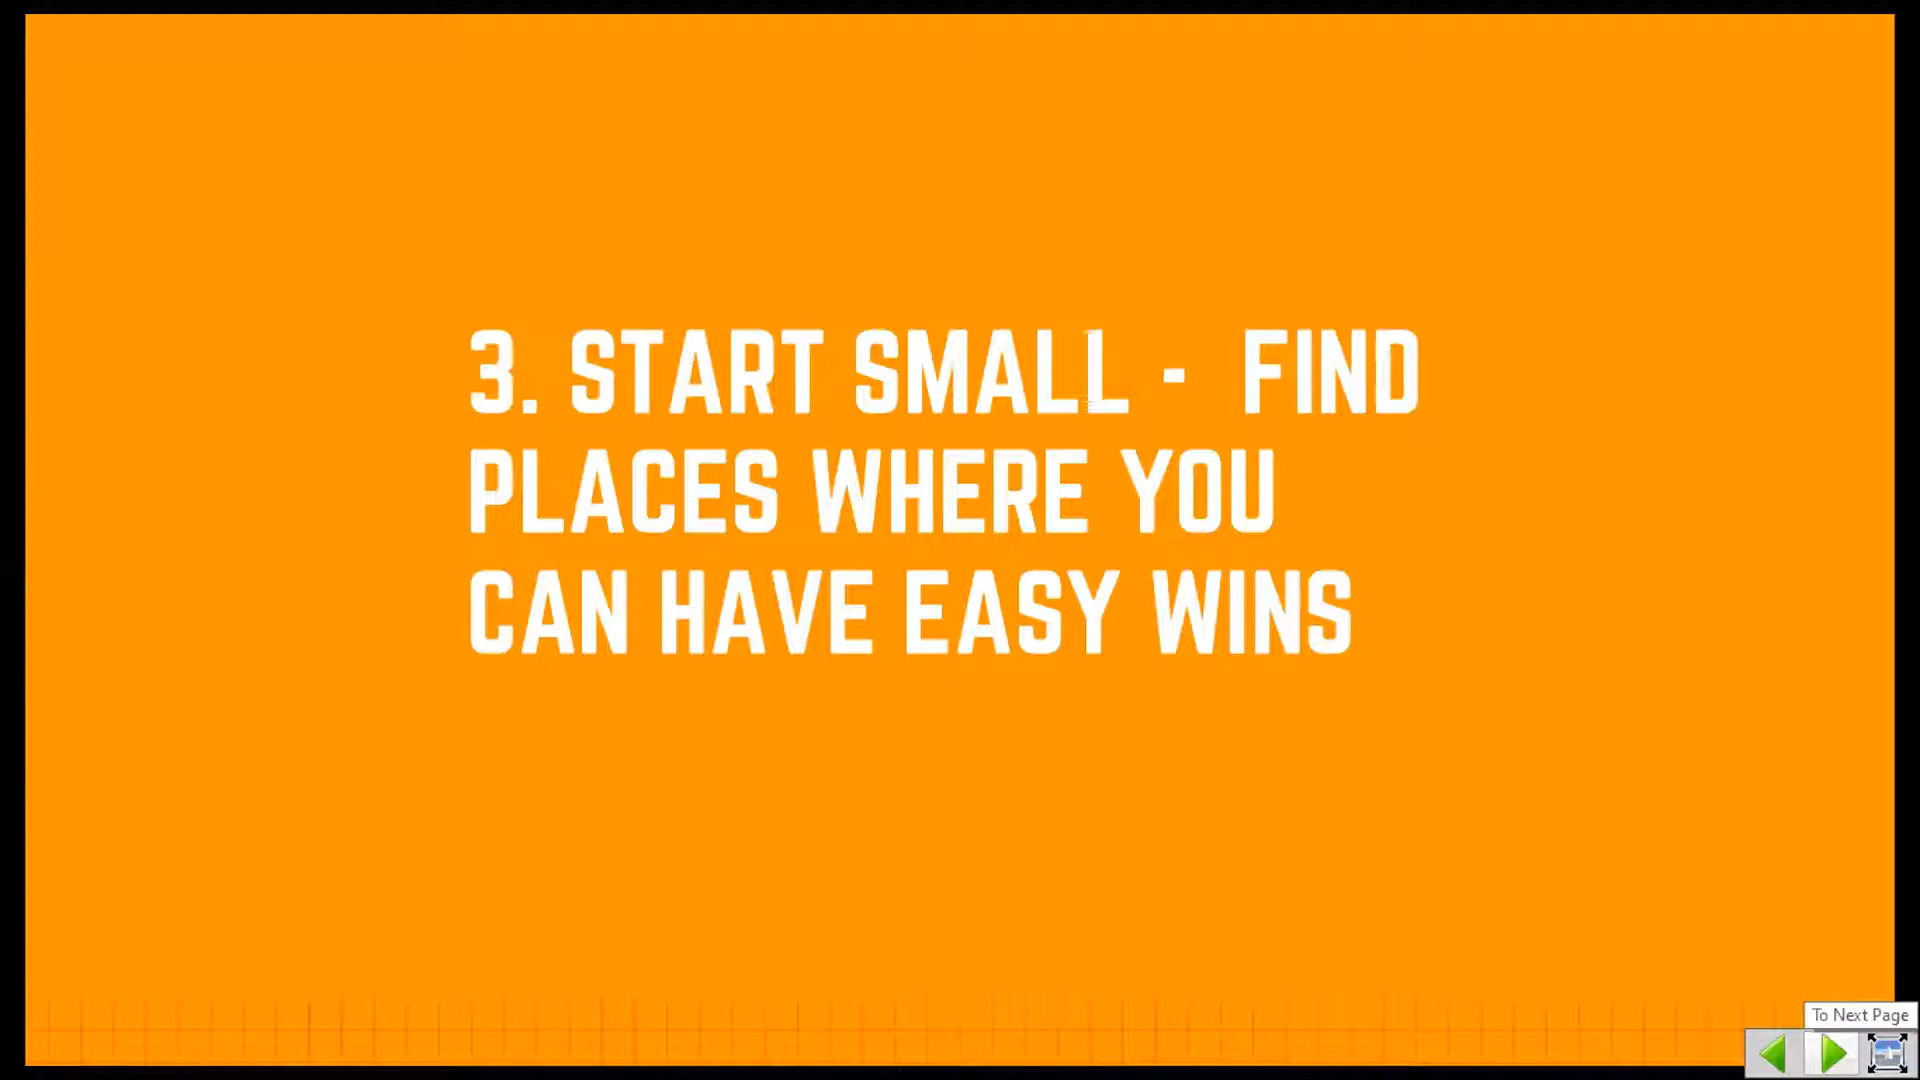 3. START SMALL - FIND
PLACES WHERE YOU
CAN HAVE EASY WINS
To Next Page